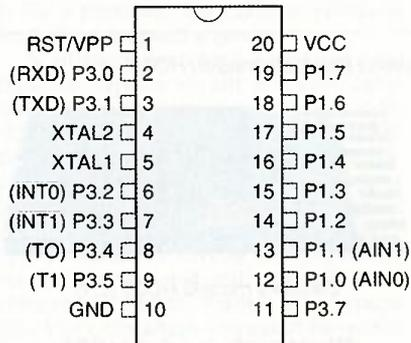 RST/VPP 1 20 VCC
(RXD) P3.0 2 19 P1.7
(TXD) P3.1 3 18 P1.6
XTAL2 4 17 P1.5
XTAL1 5 16 P1.4
(INT0) P3.2 6 15 P1.3
(INT1) P3.3 7 14 P1.2
(TO) P3.4 8 13 P1.1 (AIN1)
(T1) P3.5 9 12 P1.0 (AIN0)
GND 10 11 P3.7